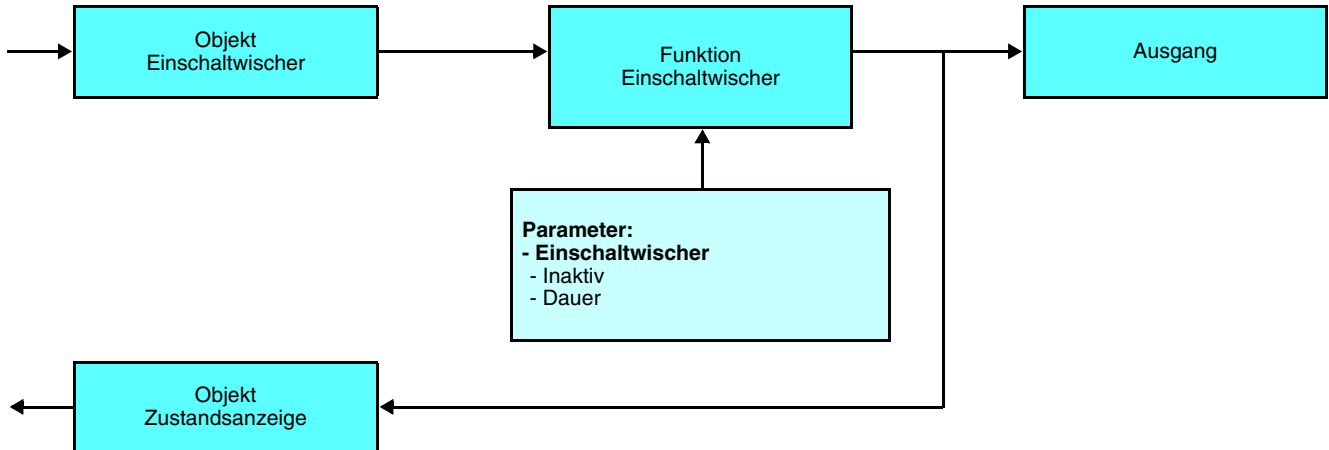 Objekt
Einschaltwischer
Funktion
Einschaltwischer
Ausgang
Parameter:
- Einschaltwischer
- Inaktiv
- Dauer
Objekt
Zustandsanzeige